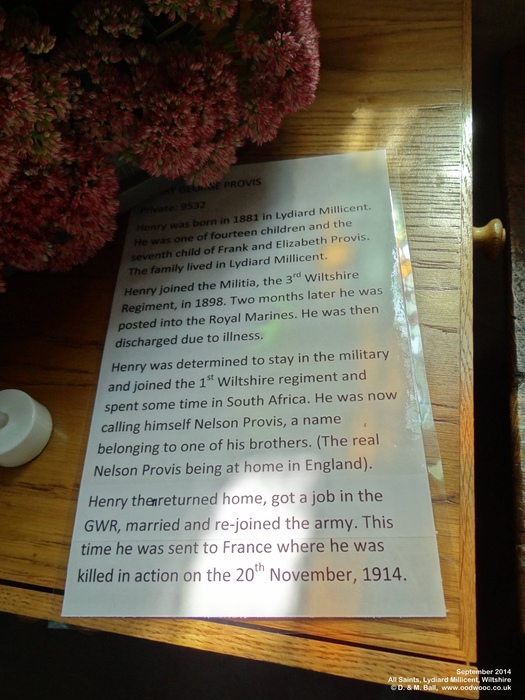 GEORGE PROVIS
Private: 9532
Henry was born in 1881 in Lydiard Millicent.
He was one of fourteen children and the
seventh child of Frank and Elizabeth Provis.
The family lived in Lydiard Millicent.
Henry joined the Militia, the 3rd Wiltshire
Regiment, in 1898. Two months later he was
posted into the Royal Marines. He was then
discharged due to illness.
Henry was determined to stay in the military
and joined the 1st Wiltshire regiment and
spent some time in South Africa. He was now
calling himself Nelson Provis, a name
belonging to one of his brothers. (The real
Nelson Provis being at home in England).
Henry then returned home, got a job in the
GWR, married and re-joined the army. This
time he was sent to France where he was
killed in action on the 20th November, 1914.
September 2014
All Saints, Lydiard Millicent, Wiltshire
© D. & M. Ball, www.oodwooc.co.uk